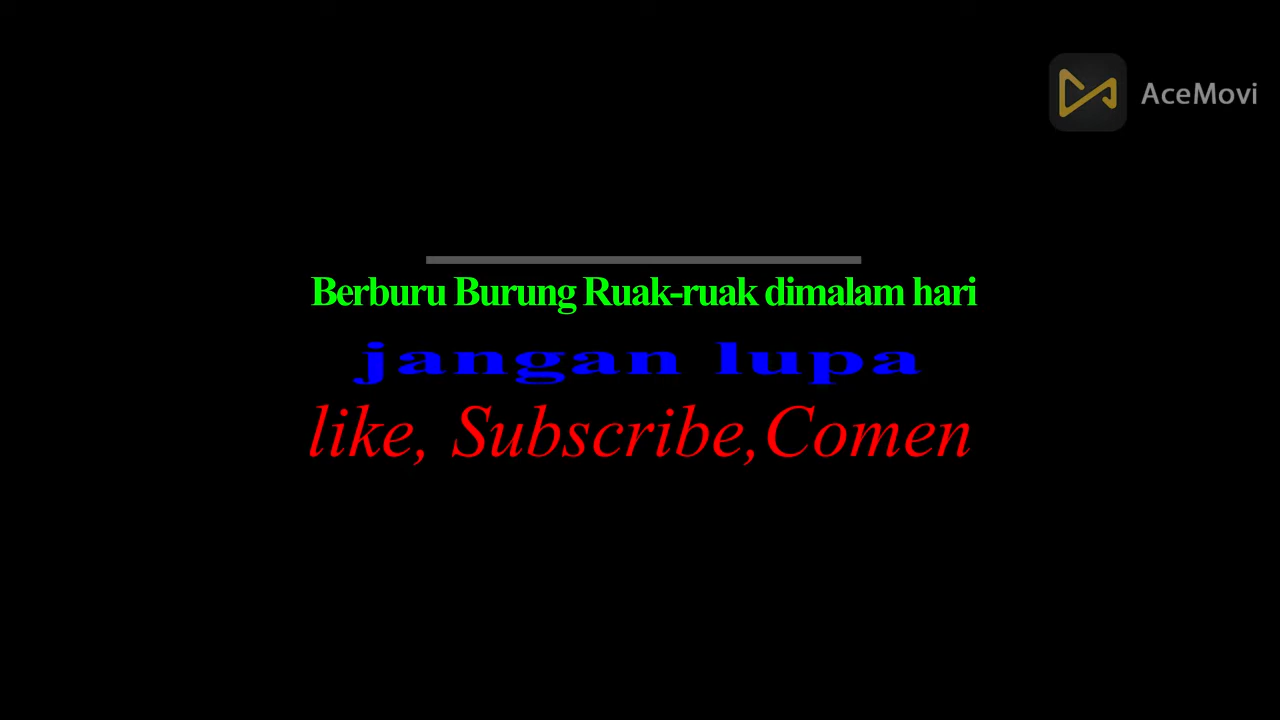 AceMovi
Berburu Burung Ruak-ruak dimalam hari
jangan lupa
like, Subscribe,Comen